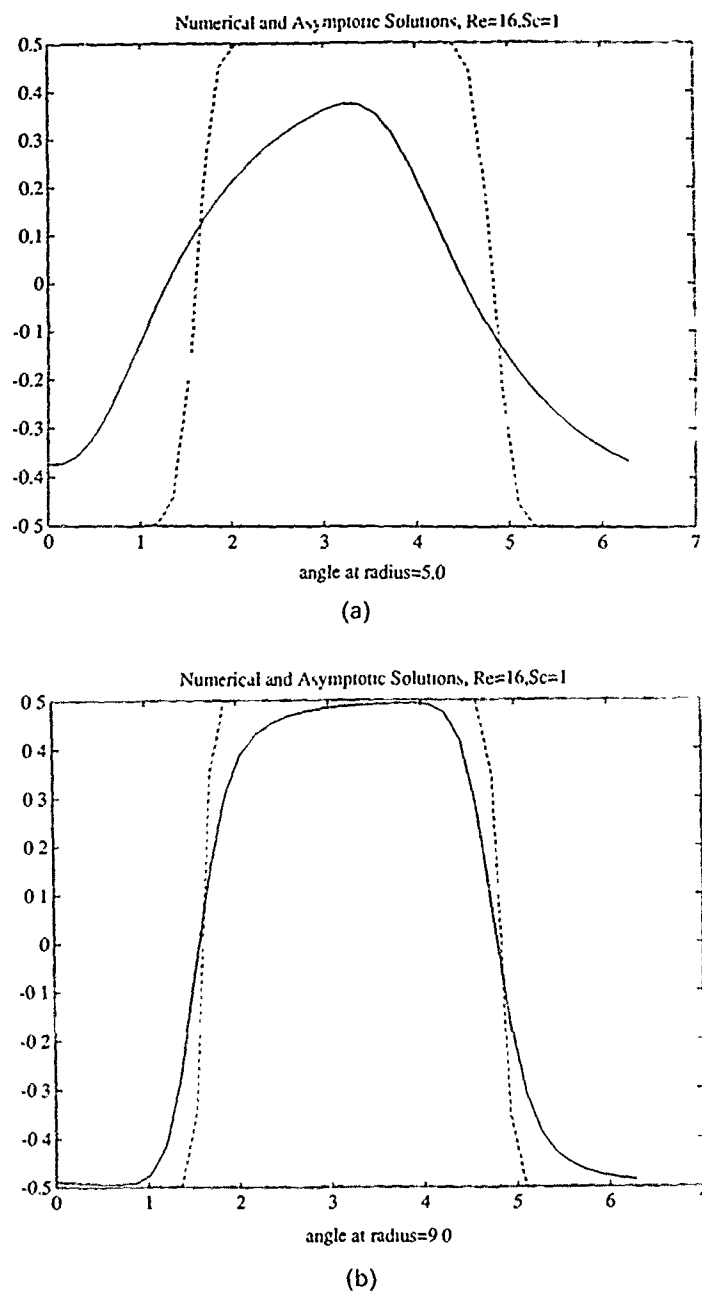 Numerical and Asymptotic Solutions, Re=16,Sc=1
0.5
0.4
0.3
0.2
0.1
0
-0 1
-0.2
-0.3
-0.4
-0 5
0 1 2 3 4 5 6 7
angle at radius=5.0
(a)
Numerical and Asymptotic Solutions, Re=16,Sc=1
0 5
0 4
0 3
0 2
0 1
0
-0 1
-0 2
-0 3
-0 4
-0.5
0 1 2 3 4 5 6
angle at radius=9 0
(b)